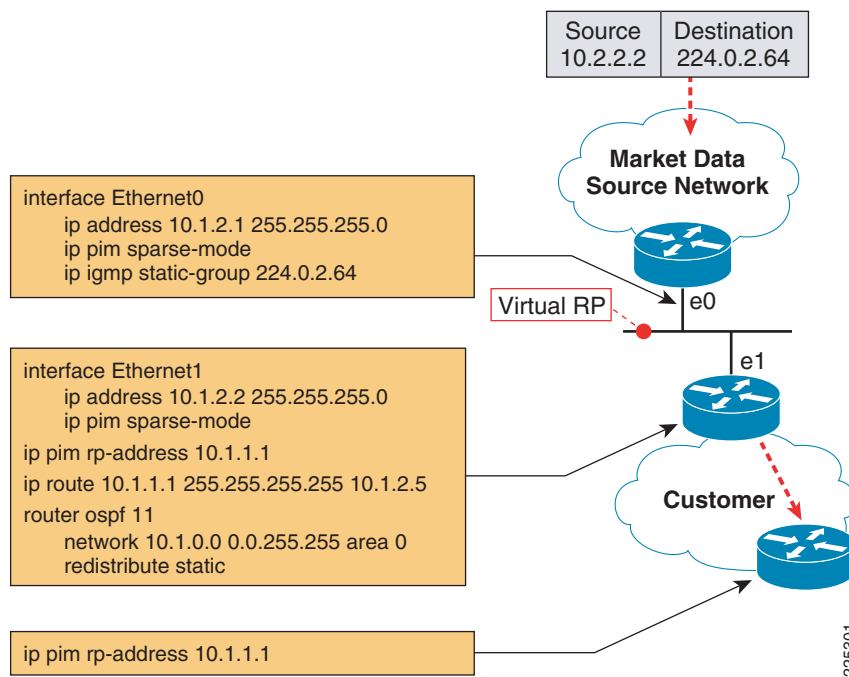 Source
10.2.2.2
Destination
224.0.2.64
Market Data
Source Network
interface Ethernet0
ip address 10.1.2.1 255.255.255.0
ip pim sparse-mode
ip igmp static-group 224.0.2.64
Virtual RP
e0
e1
interface Ethernet1
ip address 10.1.2.2 255.255.255.0
ip pim sparse-mode
ip pim rp-address 10.1.1.1
ip route 10.1.1.1 255.255.255.255 10.1.2.5
router ospf 11
network 10.1.0.0 0.0.255.255 area 0
redistribute static
Customer
ip pim rp-address 10.1.1.1
225301